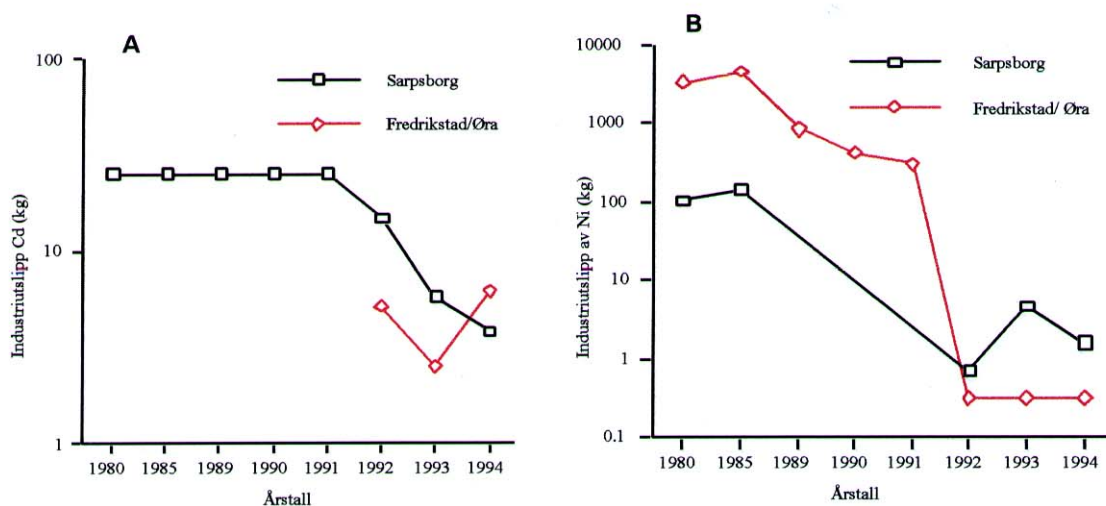 A
100
10
1
Industriutslipp Cd (kg)
Sarpsborg
Fredrikstad/Øra
1980 1985 1989 1990 1991 1992 1993 1994
Årstall
B
10000
1000
100
10
1
0.1
Industriutslipp av Ni (kg)
Sarpsborg
Fredrikstad/ Øra
1980 1985 1989 1990 1991 1992 1993 1994
Årstall